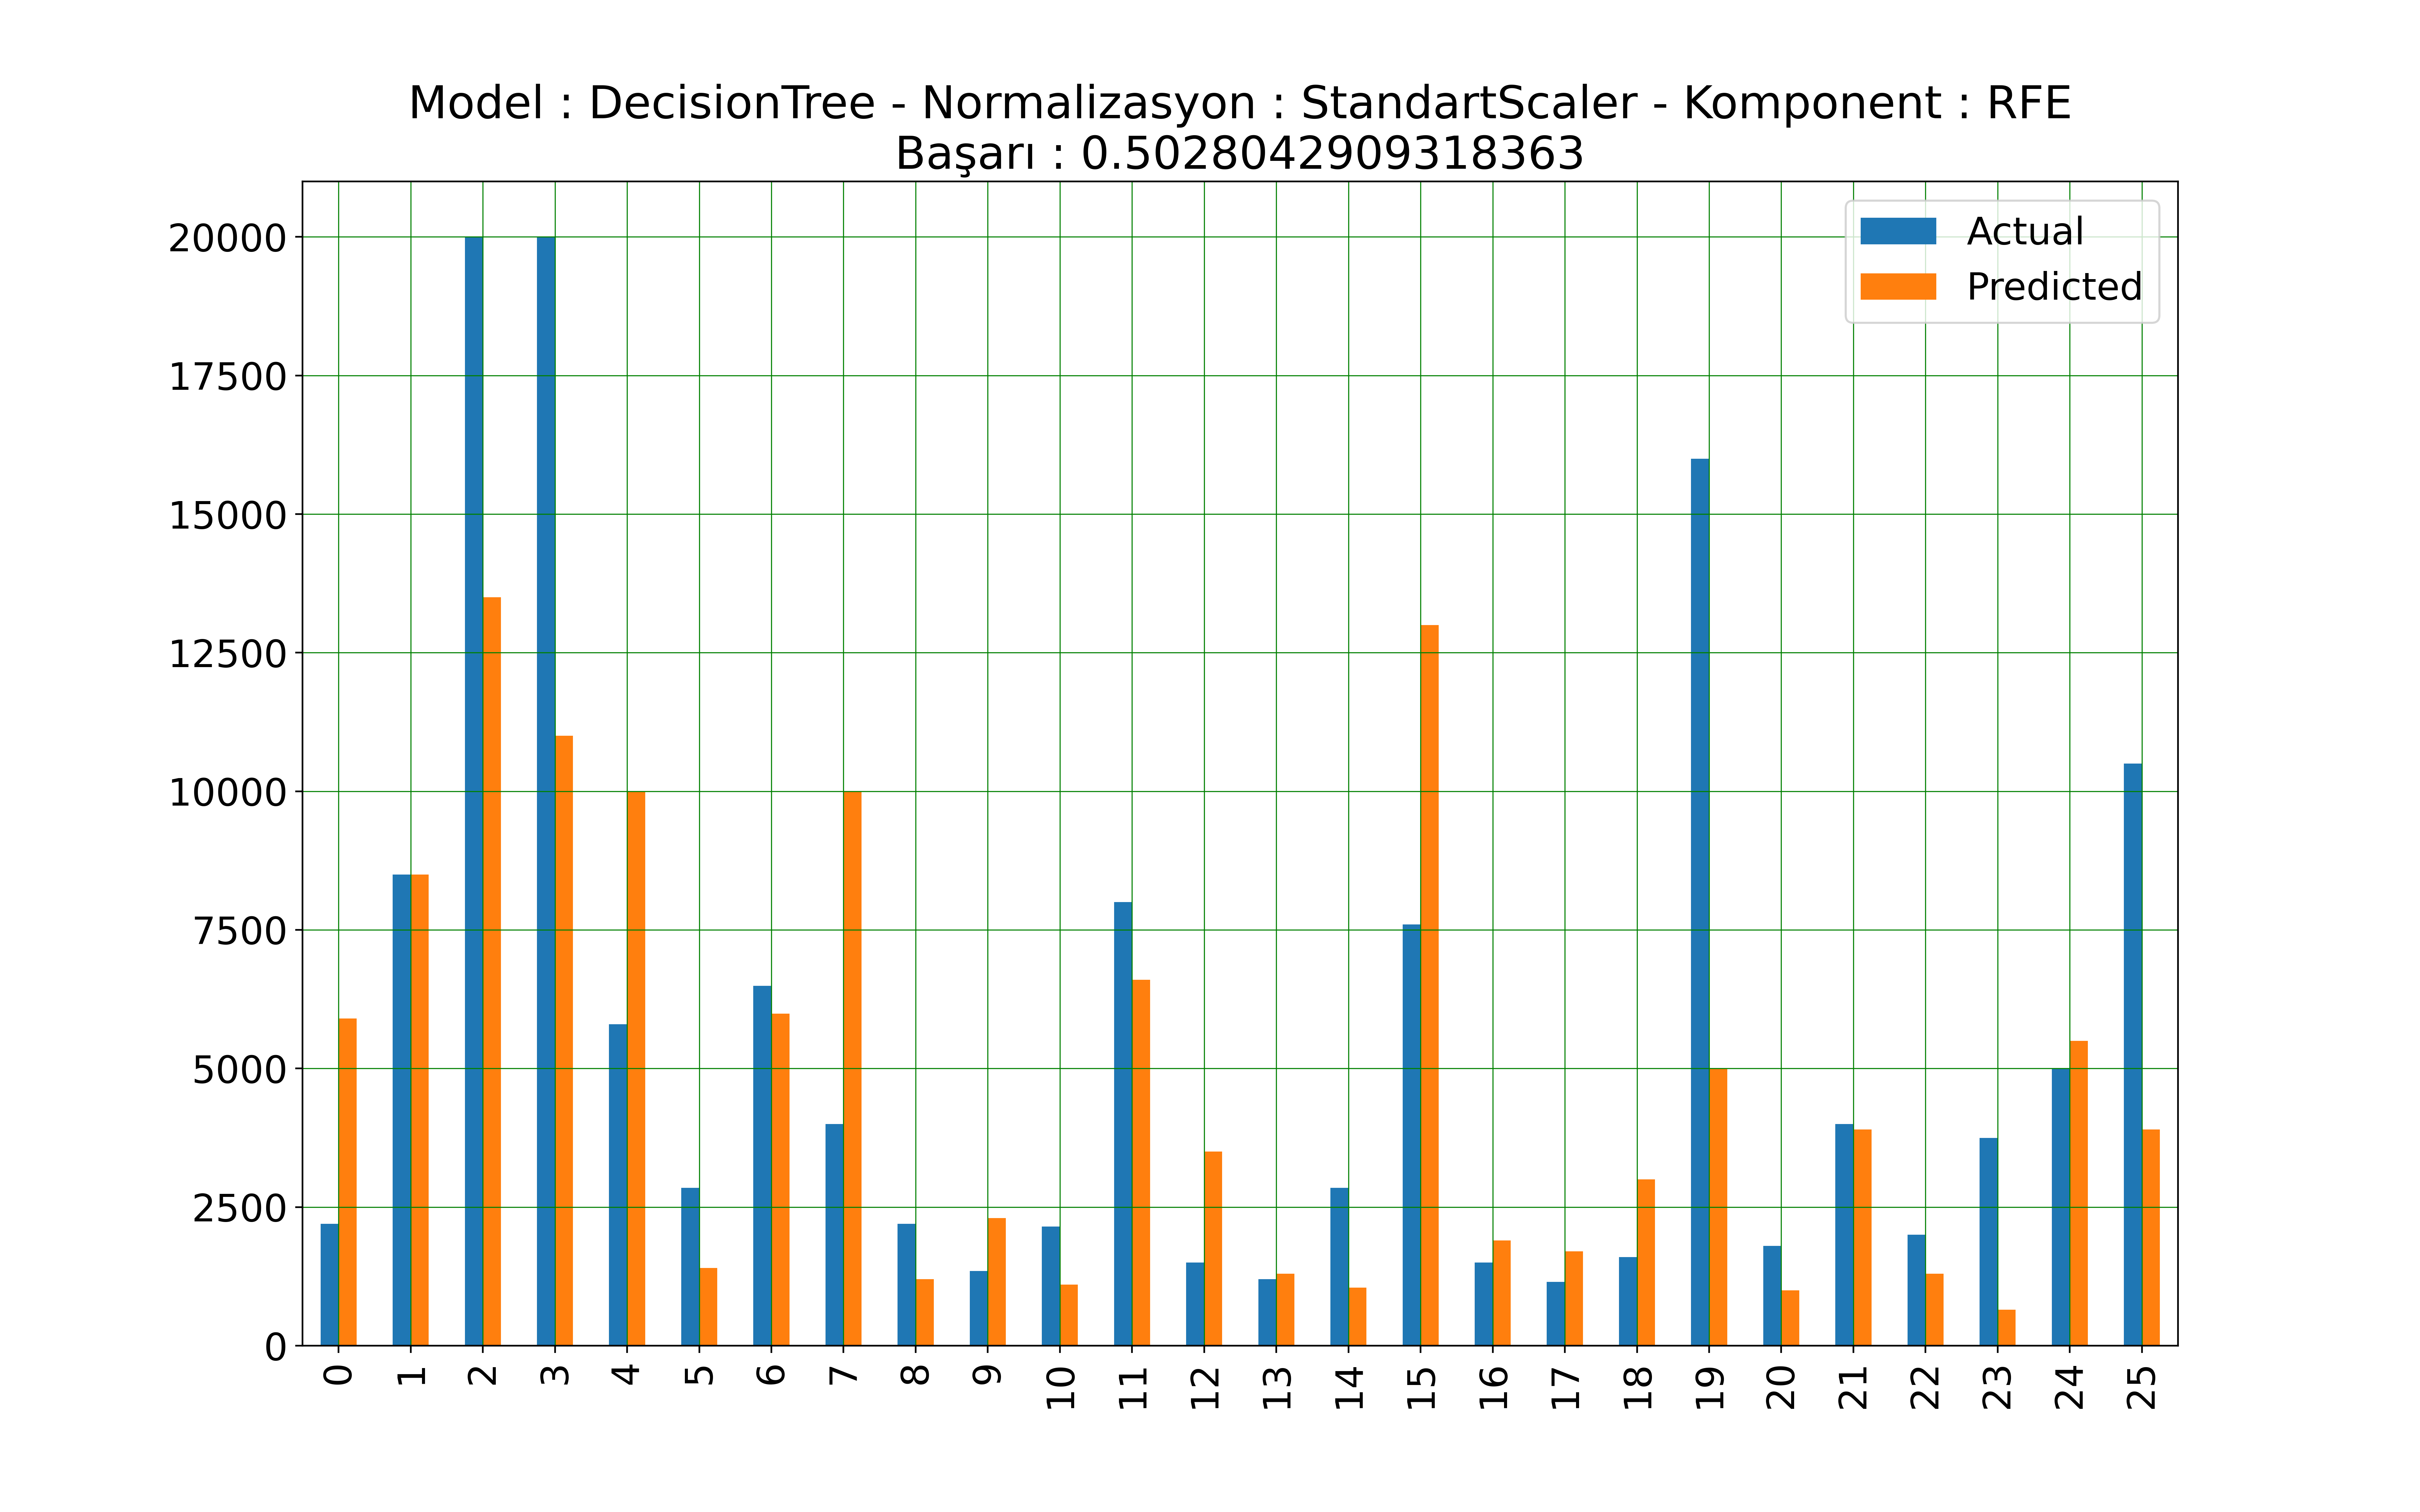 Model : DecisionTree - Normalizasyon : StandartScaler - Komponent : RFE
Başarı : 0.5028042909318363
Actual
Predicted
20000
17500
15000
12500
10000
7500
5000
2500
0
0 1 2 3 4 5 6 7 8 9 10 11 12 13 14 15 16 17 18 19 20 21 22 23 24 25